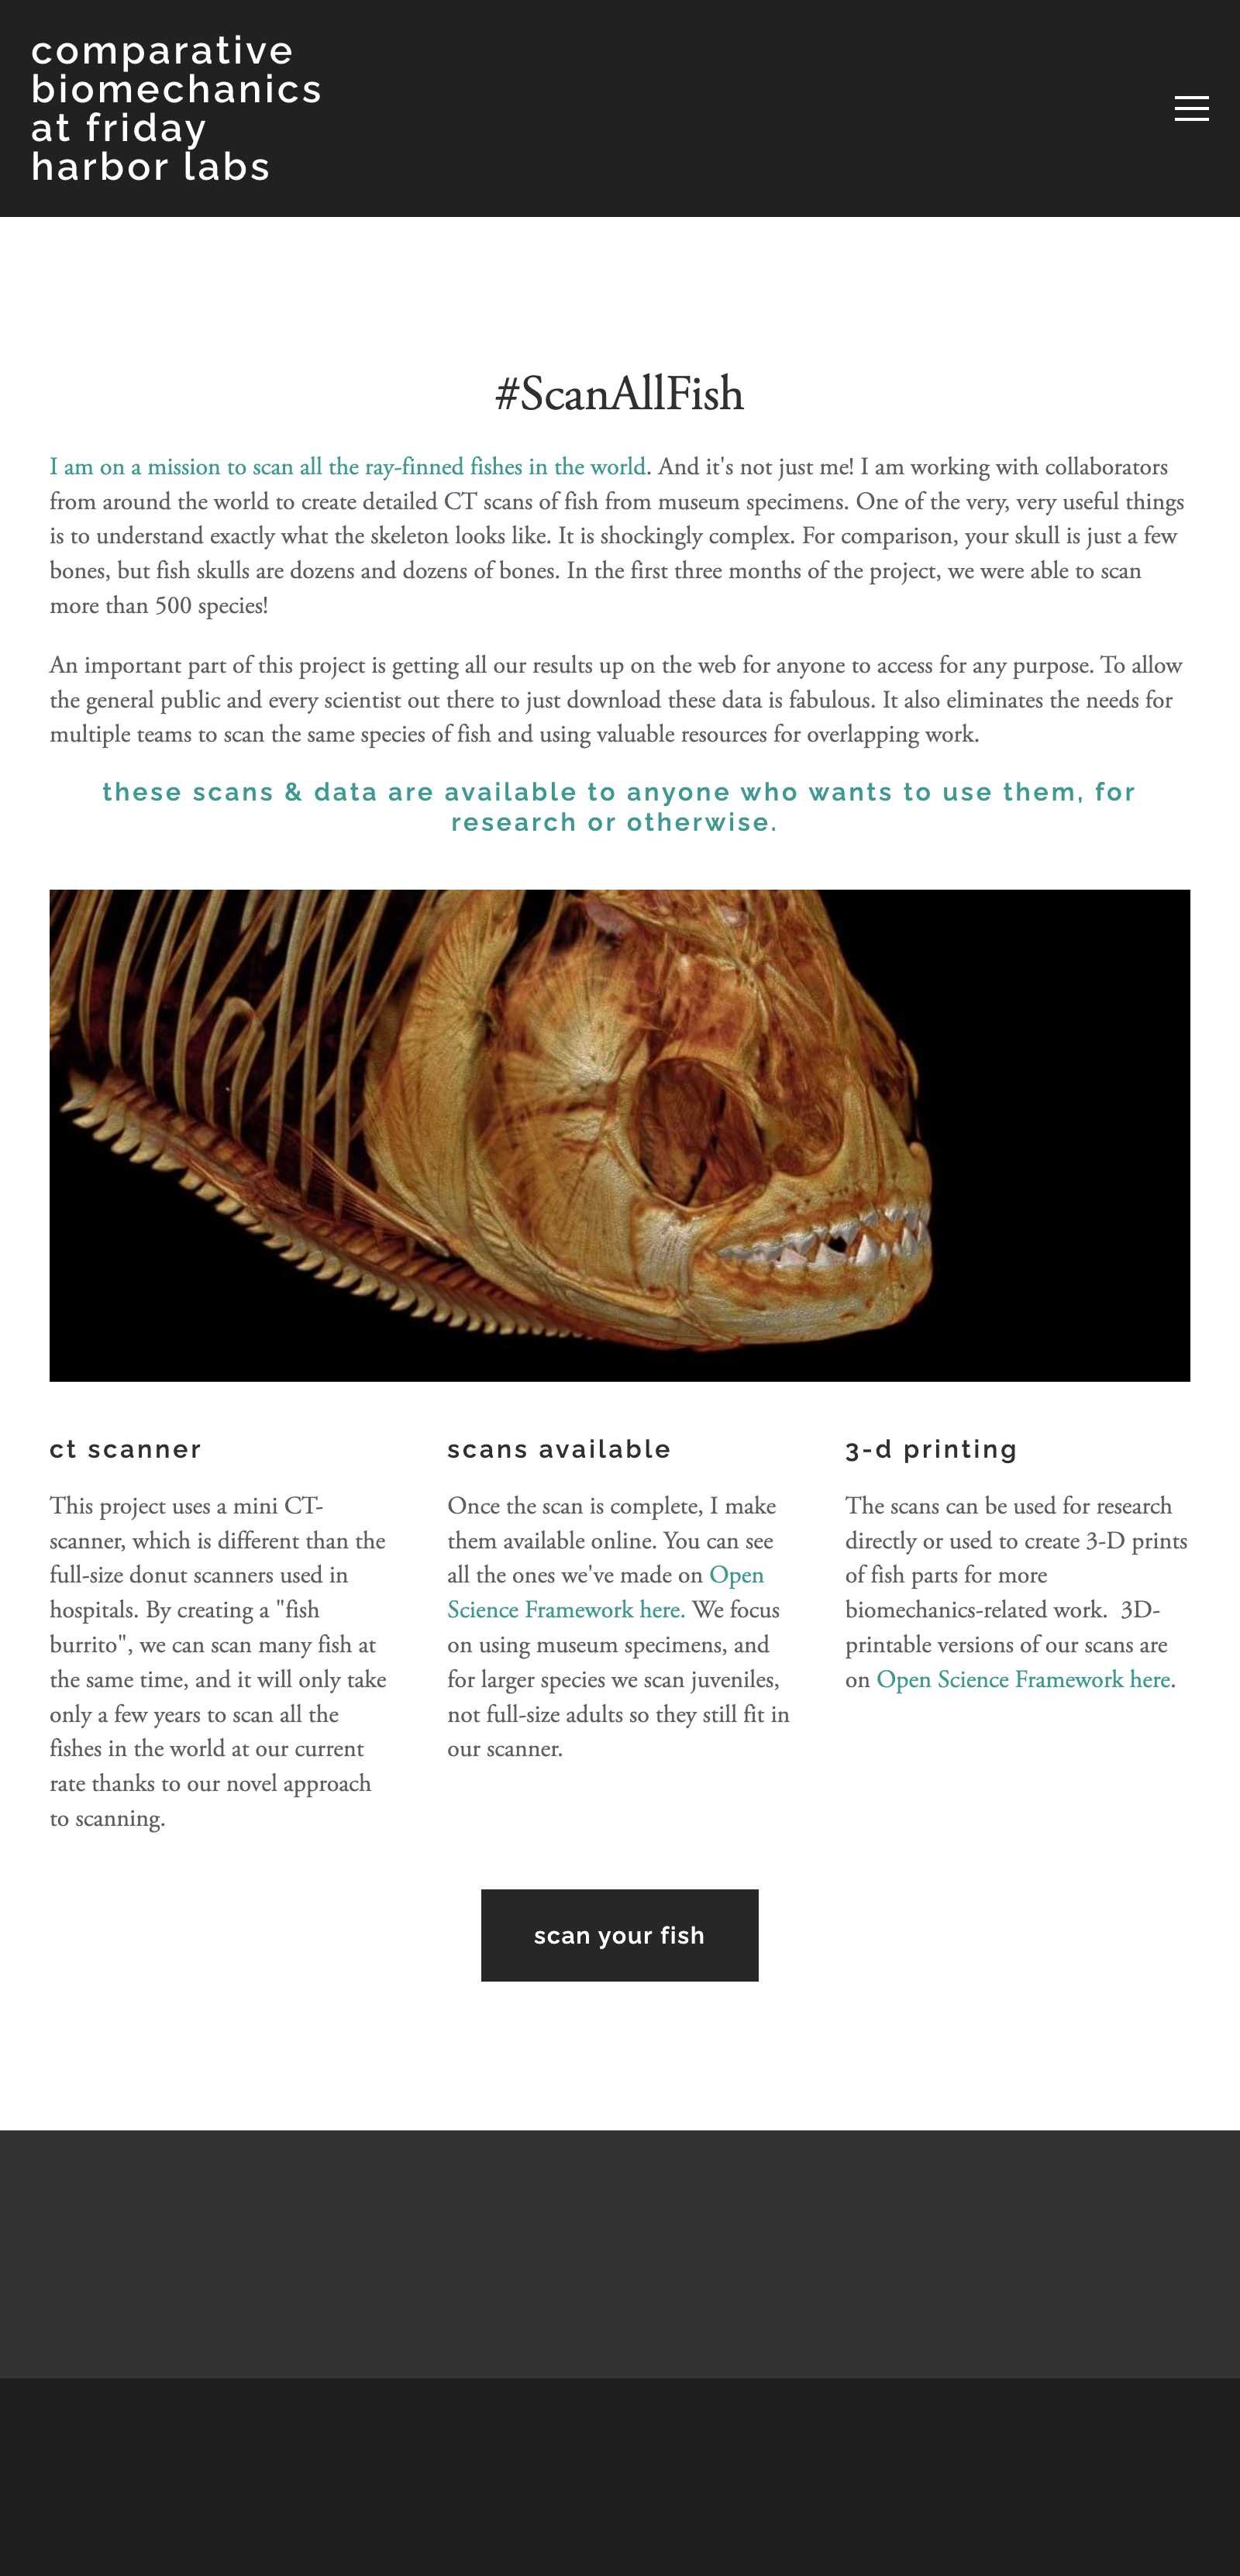 comparative
biomechanics
at friday
harbor labs
#ScanAllFish
I am on a mission to scan all the ray-finned fishes in the world. And it's not just me! I am working with collaborators
from around the world to create detailed CT scans of fish from museum specimens. One of the very, very useful things
is to understand exactly what the skeleton looks like. It is shockingly complex. For comparison, your skull is just a few
bones, but fish skulls are dozens and dozens of bones. In the first three months of the project, we were able to scan
more than 500 species!
An important part of this project is getting all our results up on the web for anyone to access for any purpose. To allow
the general public and every scientist out there to just download these data is fabulous. It also eliminates the needs for
multiple teams to scan the same species of fish and using valuable resources for overlapping work.
these scans & data are available to anyone who wants to use them, for
research or otherwise.
ct scanner
This project uses a mini CT-
scanner, which is different than the
full-size donut scanners used in
hospitals. By creating a "fish
burrito", we can scan many fish at
the same time, and it will only take
only a few years to scan all the
fishes in the world at our current
rate thanks to our novel approach
to scanning.
scans available
Once the scan is complete, I make
them available online. You can see
all the ones we've made on Open
Science Framework here. We focus
on using museum specimens, and
for larger species we scan juveniles,
not full-size adults so they still fit in
our scanner.
3-d printing
The scans can be used for research
directly or used to create 3-D prints
of fish parts for more
biomechanics-related work.  3D-
printable versions of our scans are
on Open Science Framework here.
scan your fish